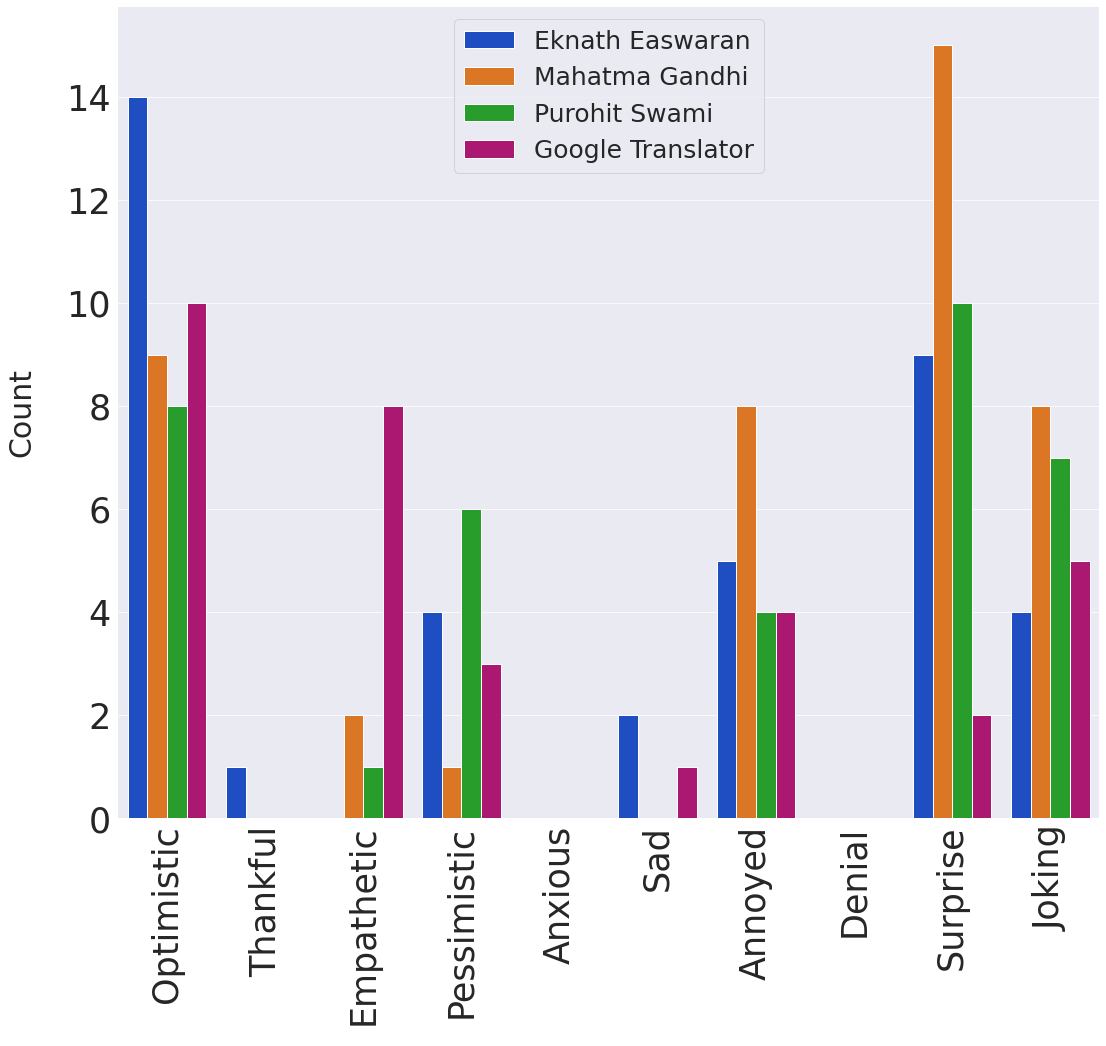 Eknath Easwaran
Mahatma Gandhi
Purohit Swami
Google Translator
Count
14
12
10
8
6
4
2
0
Optimistic
Thankful
Empathetic
Pessimistic
Anxious
Sad
Annoyed
Denial
Surprise
Joking